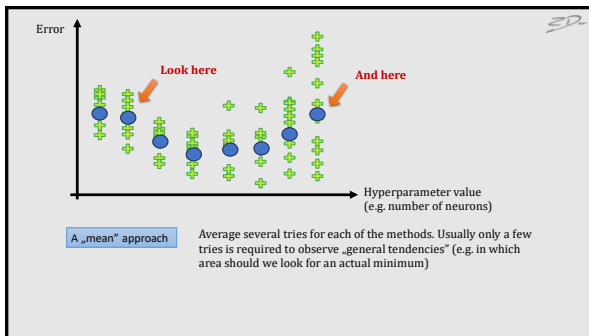 Error
Look here
And here
Hyperparameter value
(e.g. number of neurons)
A „mean” approach
Average several tries for each of the methods. Usually only a few
tries is required to observe „general tendencies” (e.g. in which
area should we look for an actual minimum)